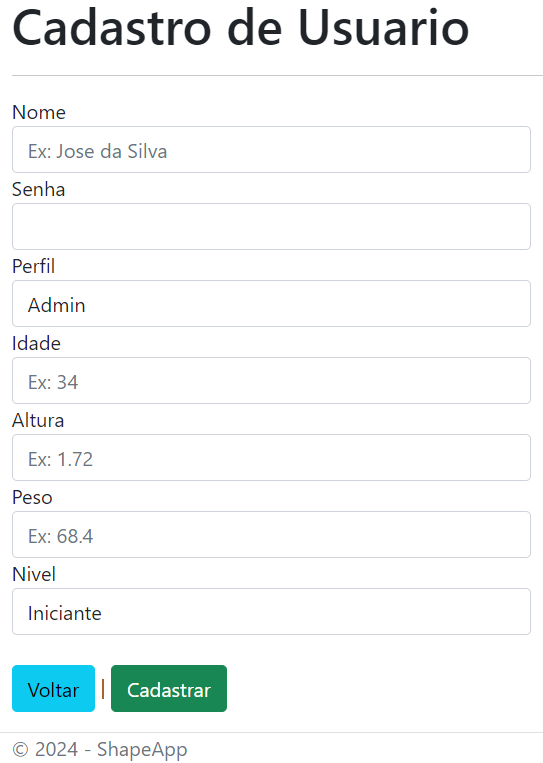 Cadastro de Usuario
Nome
Ex: Jose da Silva
Senha
Perfil
Admin
Idade
Ex: 34
Altura
Ex: 1.72
Peso
Ex: 68.4
Nivel
Iniciante
Voltar | Cadastrar
© 2024 - ShapeApp